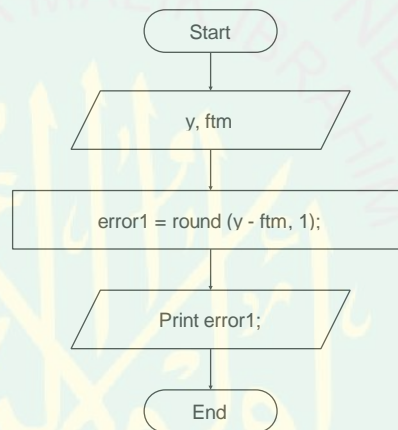 Start
y, ftm
error1 = round (y - ftm, 1);
Print error1;
End